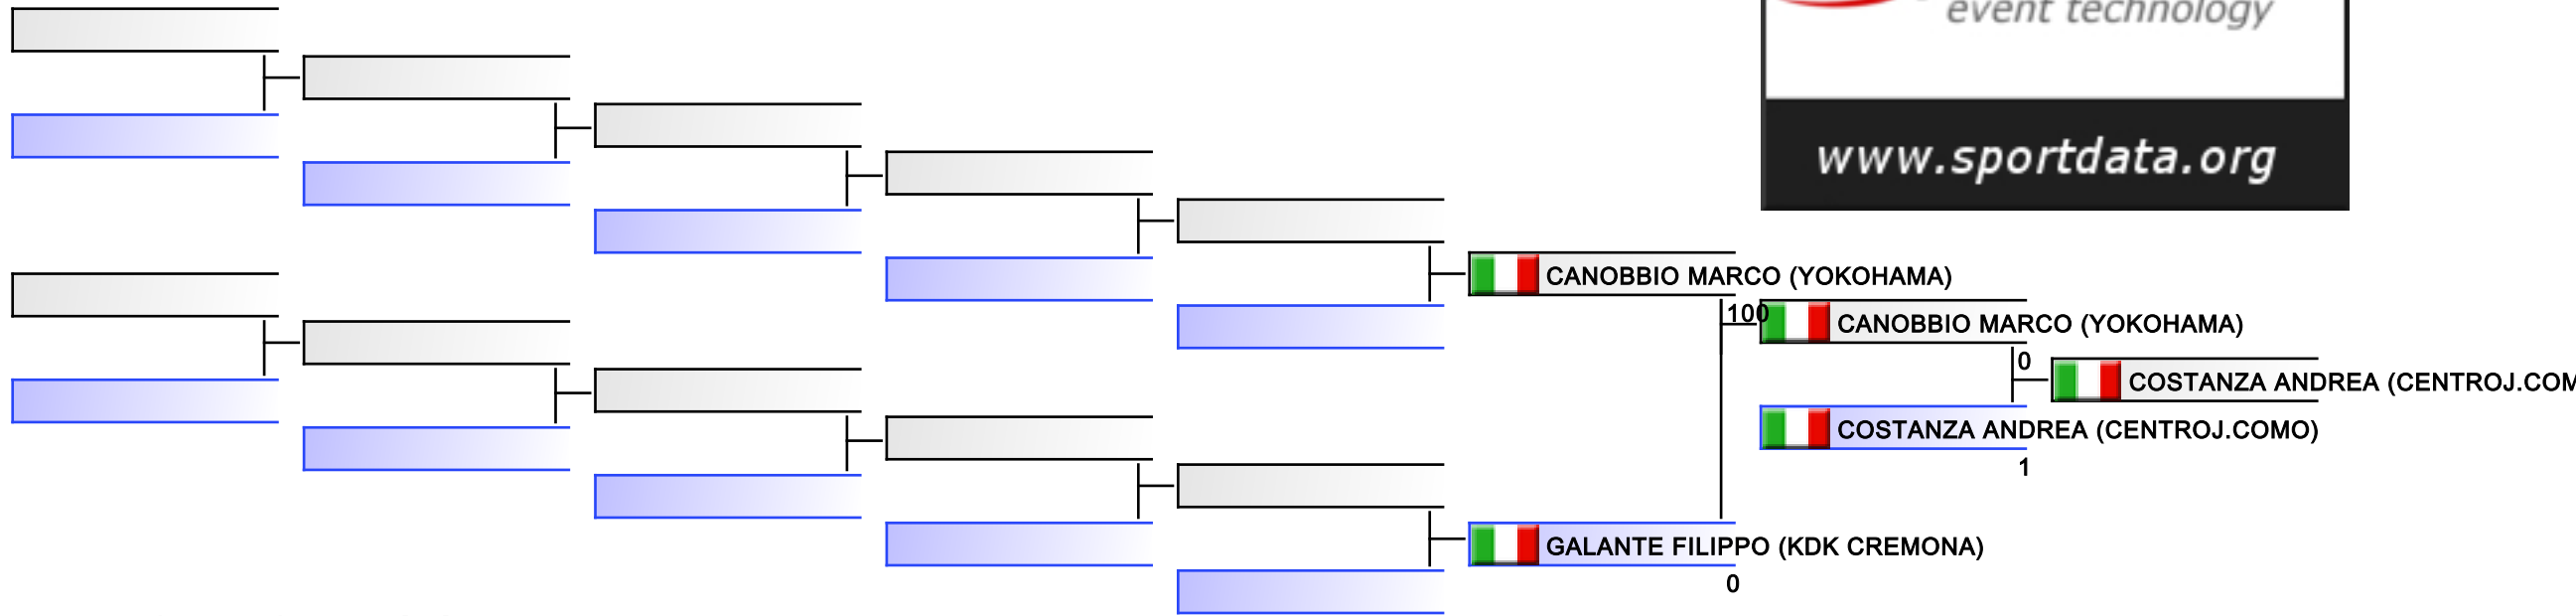 event technology
www.sportdata.org
CANOBBIO MARCO (YOKOHAMA)
100
CANOBBIO MARCO (YOKOHAMA)
0
COSTANZA ANDREA (CENTROJ.COM
COSTANZA ANDREA (CENTROJ.COMO)
1
GALANTE FILIPPO (KDK CREMONA)
0